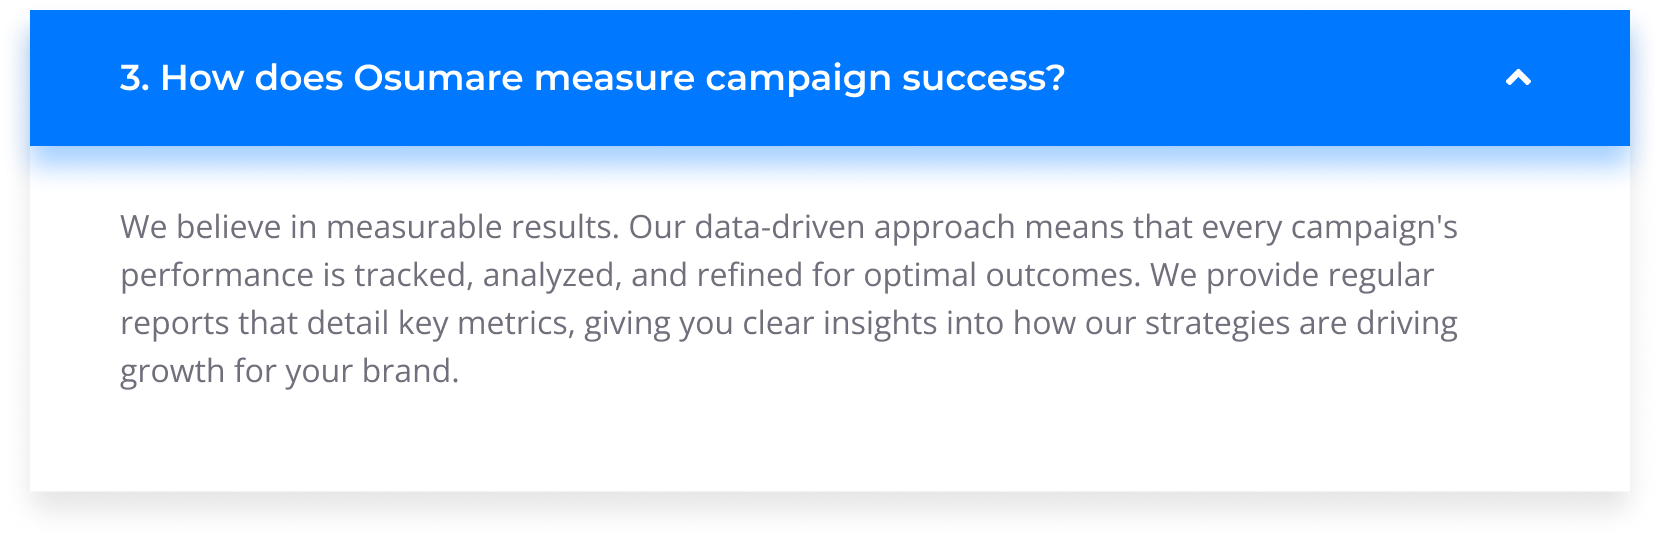 3. How does Osumare measure campaign success?
We believe in measurable results. Our data-driven approach means that every campaign's
performance is tracked, analyzed, and refined for optimal outcomes. We provide regular
reports that detail key metrics, giving you clear insights into how our strategies are driving
growth for your brand.